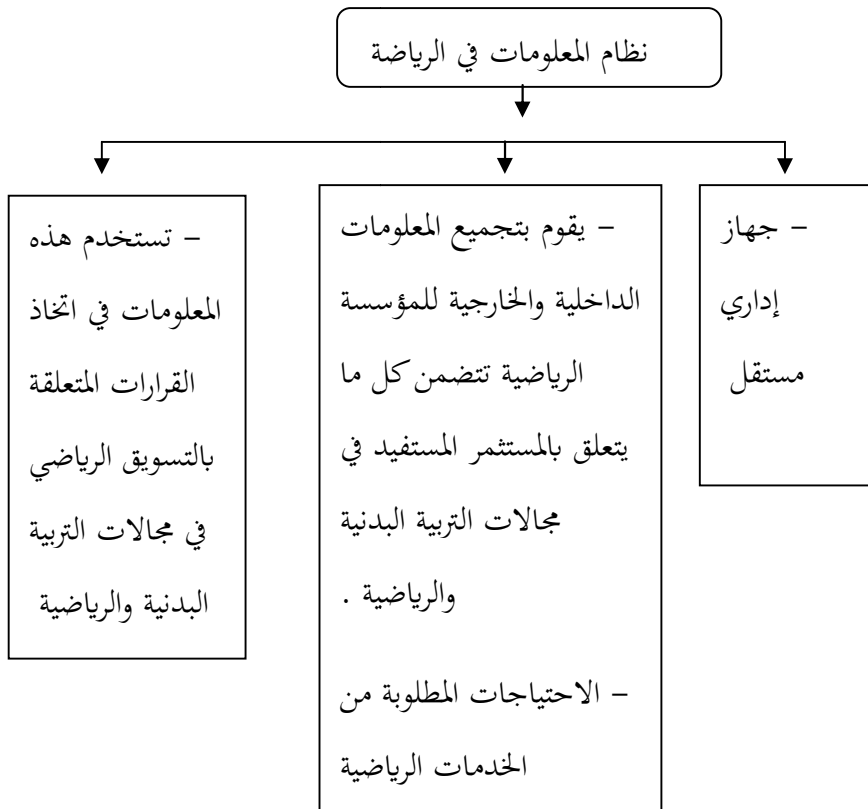 نظام المعلومات في الرياضة
– جهاز
إداري
مستقل
– يقوم بتجميع المعلومات
الداخلية والخارجية للمؤسسة
الرياضية تتضمن كل ما
يتعلق بالمستثمر المستفيد في
مجالات التربية البدنية
والرياضية .
– الاحتياجات المطلوبة من
الخدمات الرياضية
– تستخدم هذه
المعلومات في اتخاذ
القرارات المتعلقة
بالتسويق الرياضي
في مجالات التربية
البدنية والرياضية